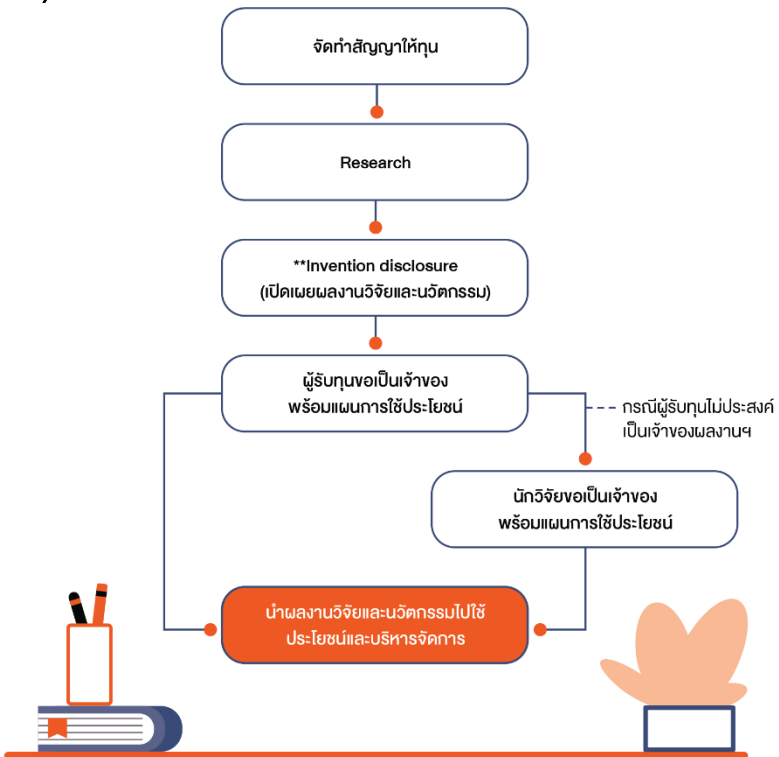 จัดทำสัญญาให้ทุน
Research
**Invention disclosure
(เปิดเผยผลงานวิจัยและนวัตกรรม)
ผู้รับทุนขอเป็นเจ้าของ
พร้อมแผนการใช้ประโยชน์
กรณีผู้รับทุนไม่ประสงค์
เป็นเจ้าของผลงานฯ
นักวิจัยขอเป็นเจ้าของ
พร้อมแผนการใช้ประโยชน์
นำผลงานวิจัยและนวัตกรรมไปใช้
ประโยชน์และบริหารจัดการ